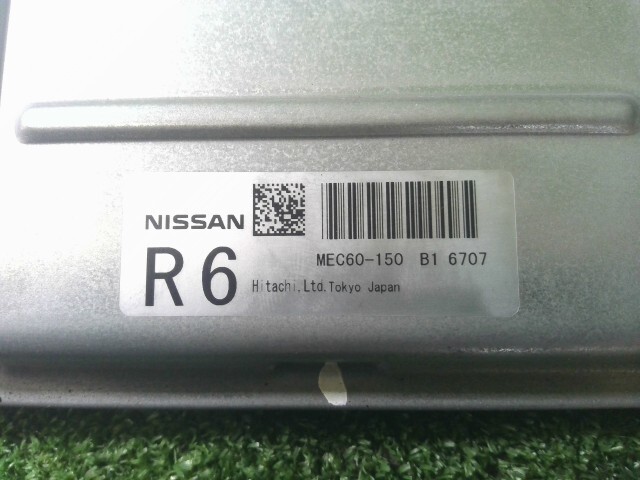 NISSAN
R6
MEC60-150 B1 6707
Hitachi,Ltd.Tokyo Japan